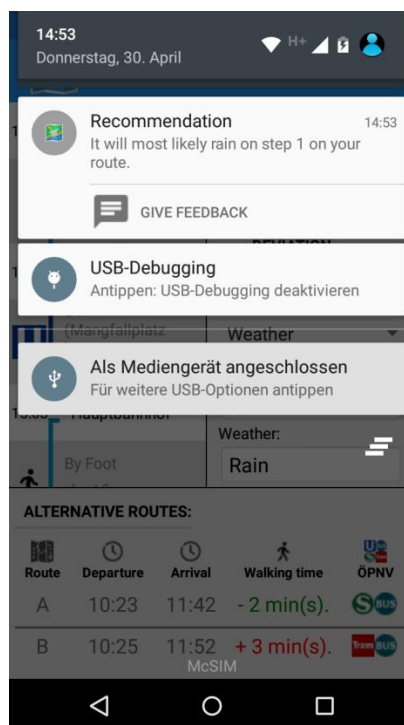 14:53
Donnerstag, 30. April
H+
Recommendation 14:53
It will most likely rain on step 1 on your
route.
GIVE FEEDBACK
USB-Debugging
Antippen: USB-Debugging deaktivieren
(Mangfallplatz
Weather
Als Mediengerät angeschlossen
Für weitere USB-Optionen antippen
Hauptbahnhof
Weather:
By Foot
Rain
ALTERNATIVE ROUTES:
Route Departure Arrival Walking time ÖPNV
A 10:23 11:42 - 2 min(s). S BUS
B 10:25 11:52 + 3 min(s). Tram BUS
McSIM